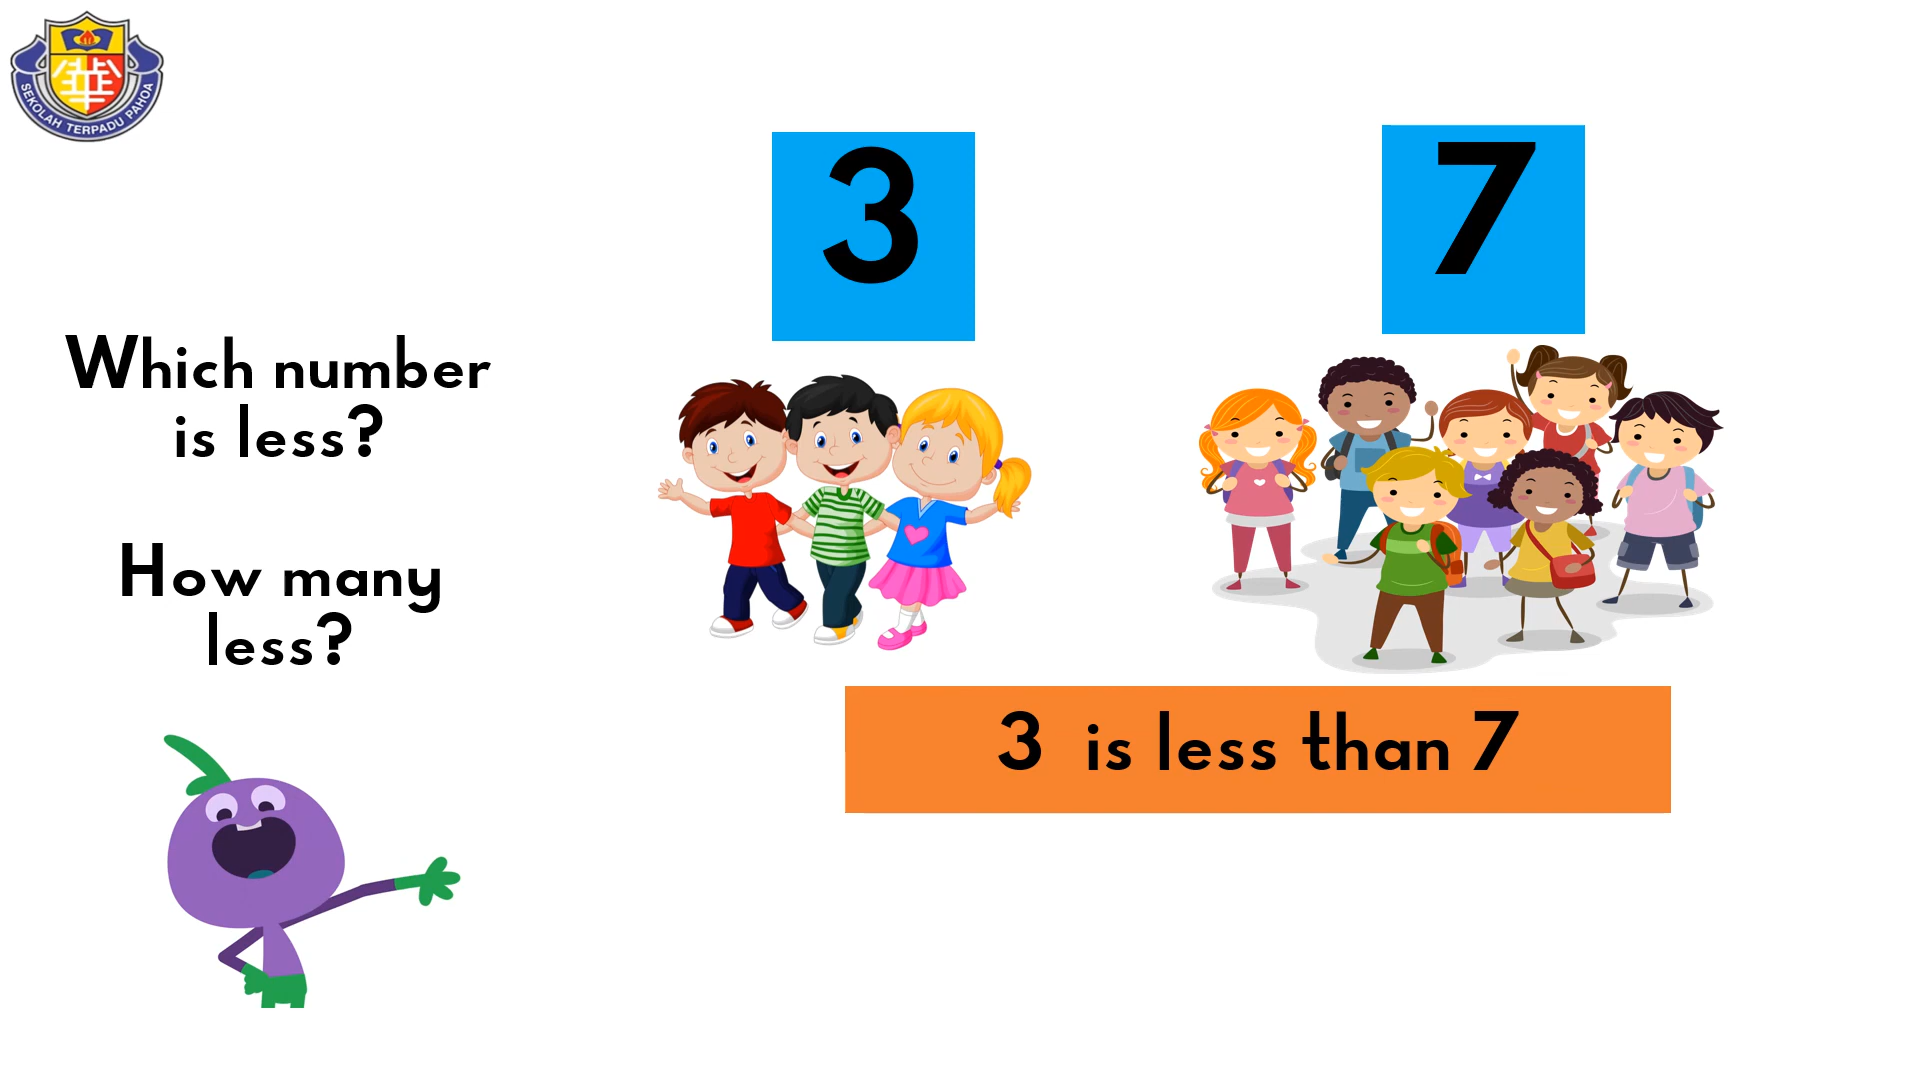 SEKOLAH TERPADU PAHOA
3
7
Which number
is less?
How many
less?
3 is less than 7